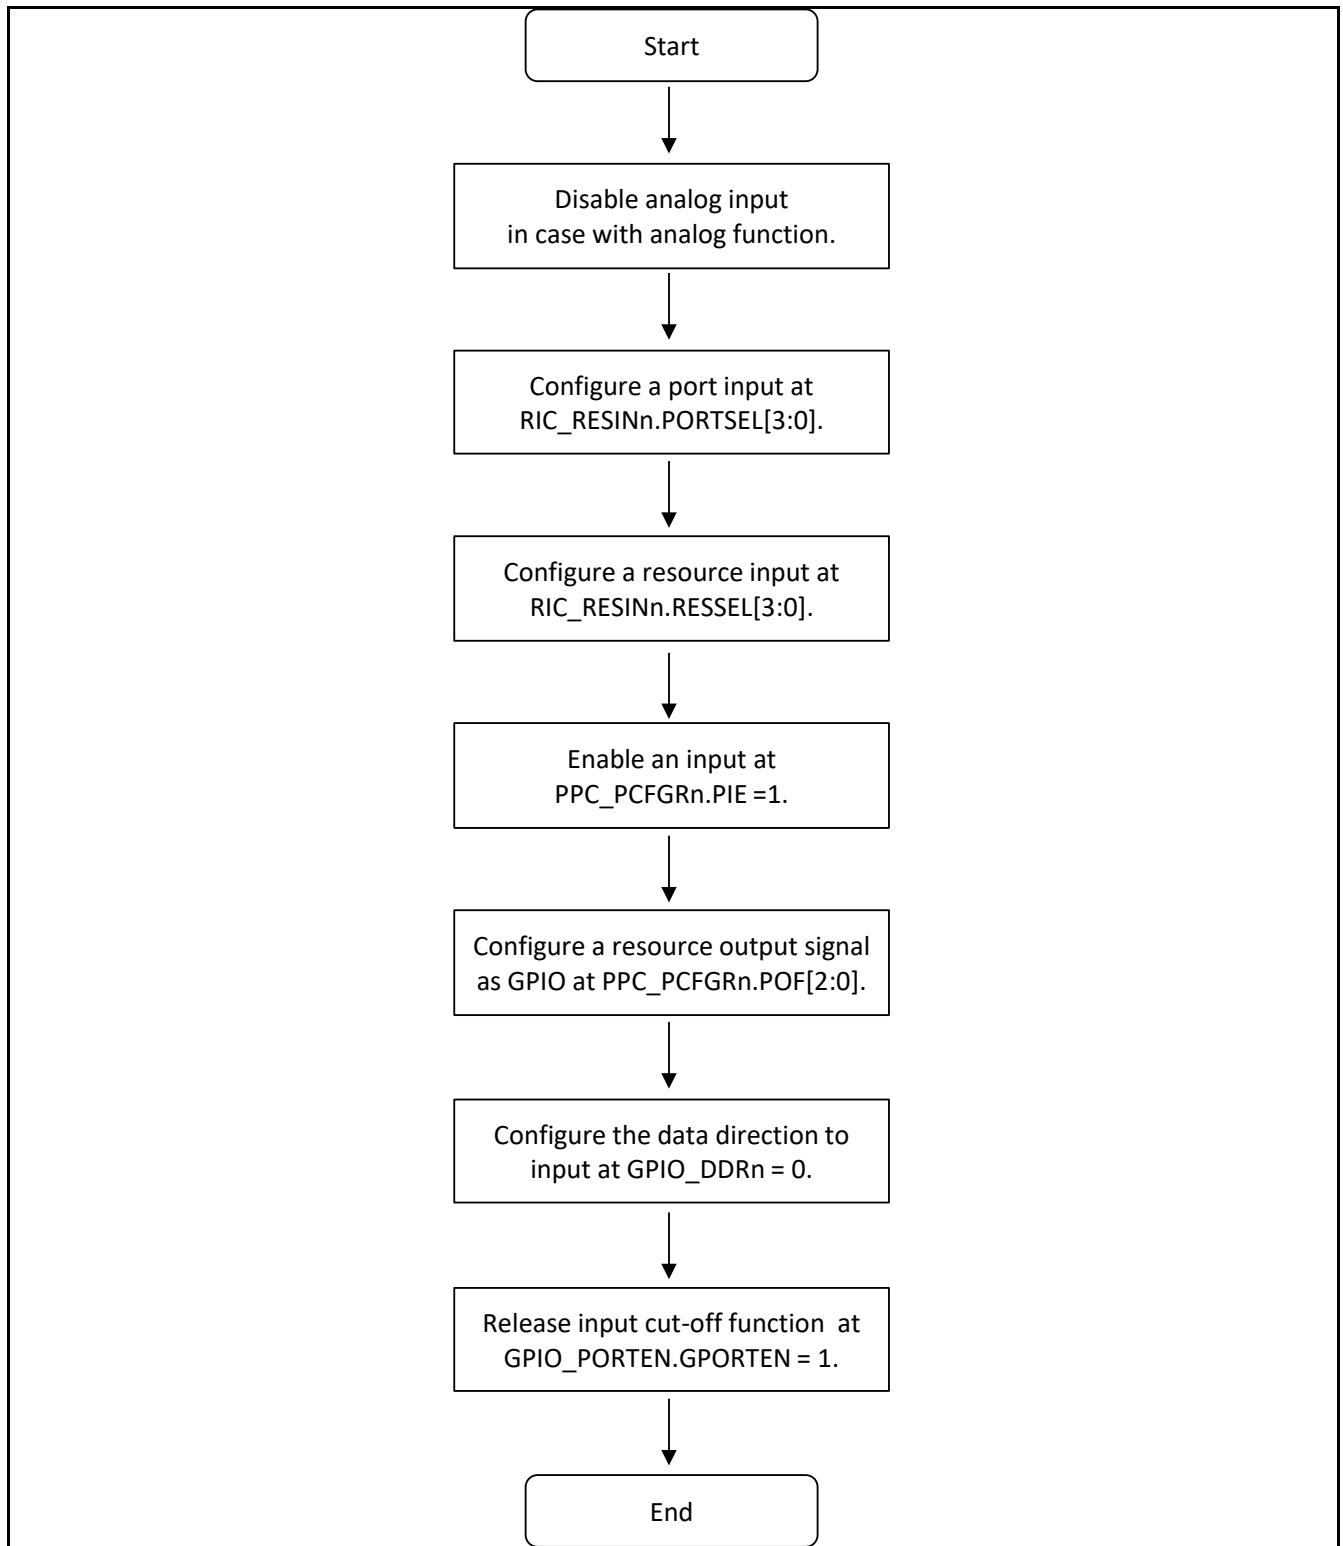 Start
Disable analog input
in case with analog function.
Configure a port input at
RIC_RESINn.PORTSEL[3:0].
Configure a resource input at
RIC_RESINn.RESSEL[3:0].
Enable an input at
PPC_PCFGRn.PIE =1.
Configure a resource output signal
as GPIO at PPC_PCFGRn.POF[2:0].
Configure the data direction to
input at GPIO_DDRn = 0.
Release input cut-off function  at
GPIO_PORTEN.GPORTEN = 1.
End